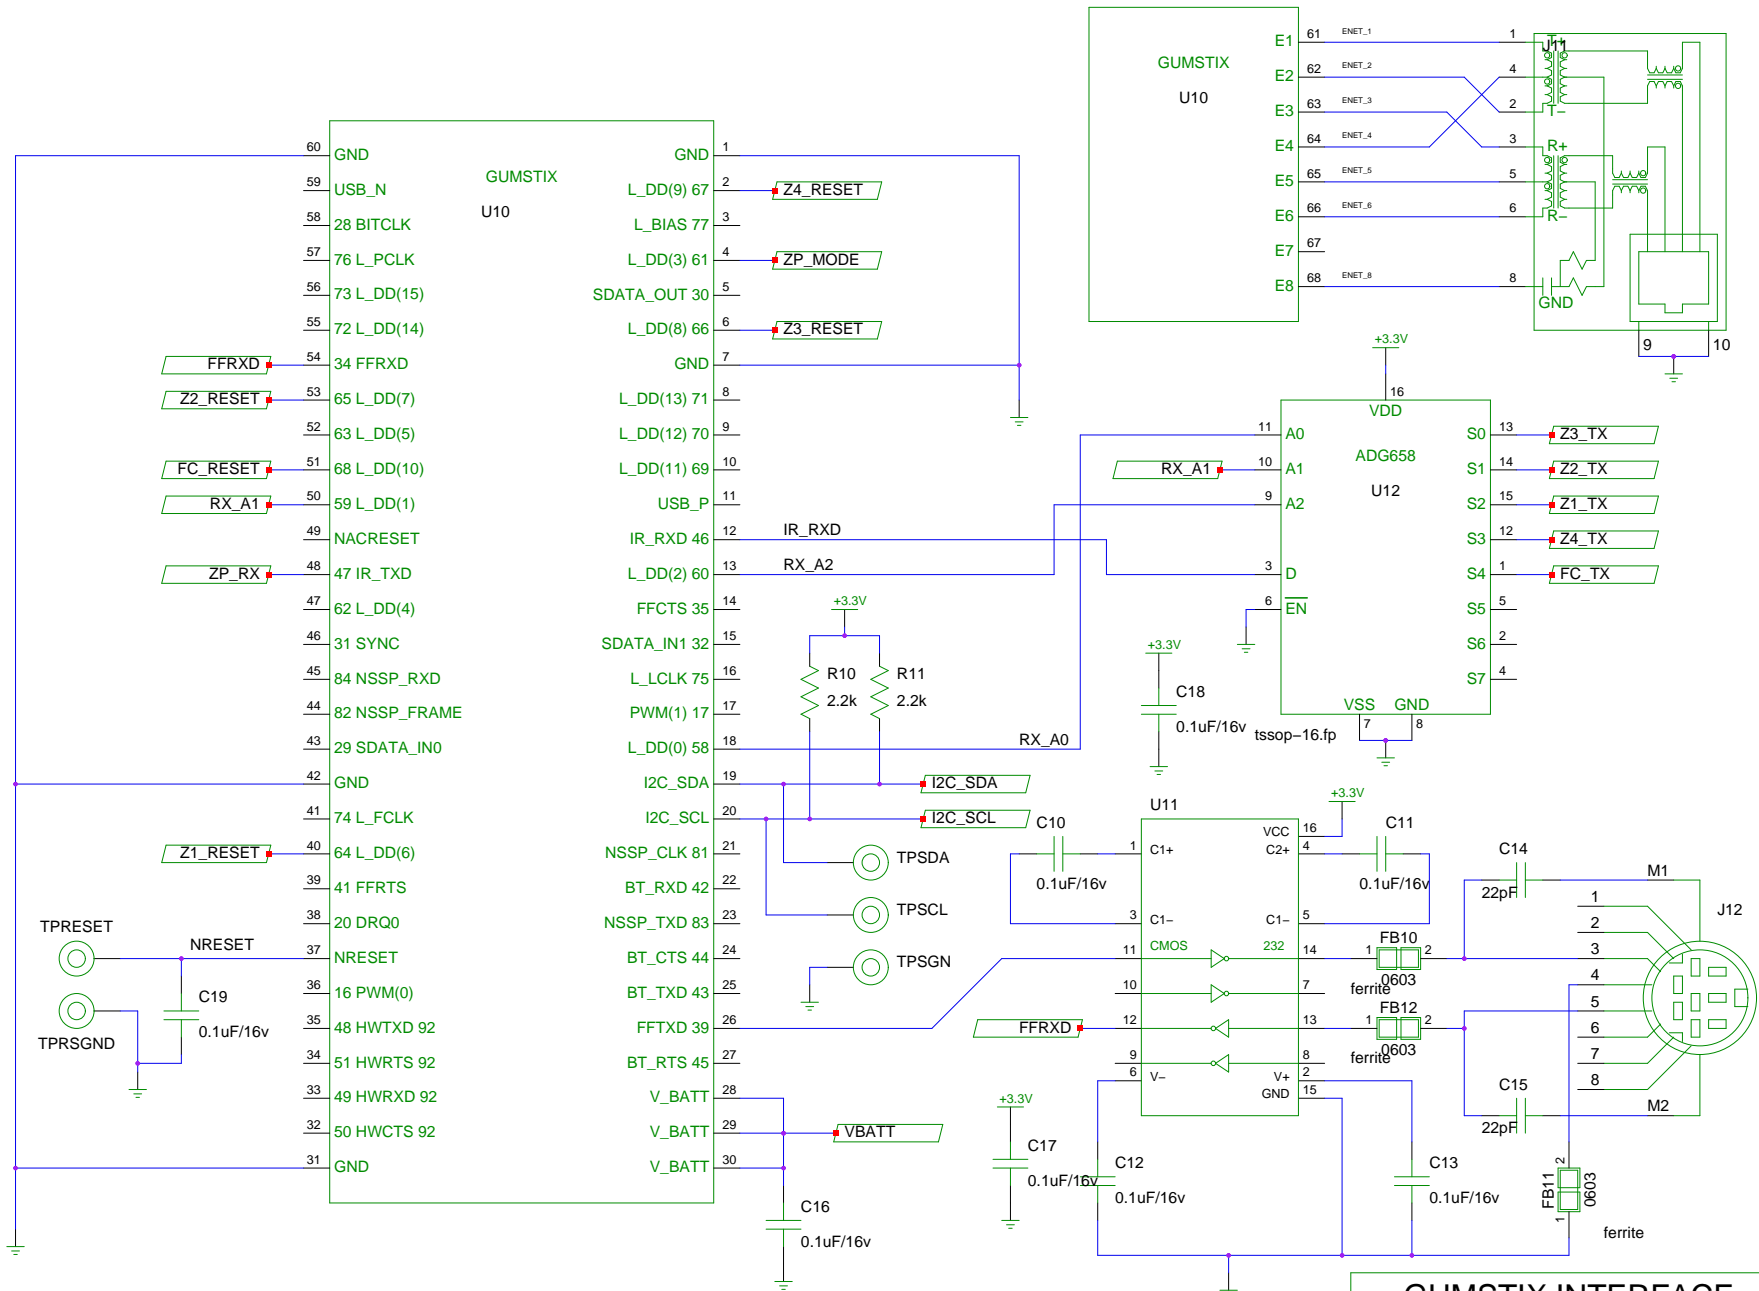 GUMSTIX
U10
60 GND
59 USB_N
58 28 BITCLK
57 76 L_PCLK
56 73 L_DD(15)
55 72 L_DD(14)
FFRXD 54 34 FFRXD
Z2_RESET 53 65 L_DD(7)
52 63 L_DD(5)
FC_RESET 51 68 L_DD(10)
RX_A1 50 59 L_DD(1)
49 NACRESET
ZP_RX 48 47 IR_TXD
47 62 L_DD(4)
46 31 SYNC
45 84 NSSP_RXD
44 82 NSSP_FRAME
43 29 SDATA_IN0
42 GND
41 74 L_FCLK
Z1_RESET 40 64 L_DD(6)
39 41 FFRTS
38 20 DRQ0
TPRESET
NRESET 37 NRESET
36 16 PWM(0)
C19
0.1uF/16v
TPRSGND
35 48 HWTXD 92
34 51 HWRTS 92
33 49 HWRXD 92
32 50 HWCTS 92
31 GND
GND 1
L_DD(9) 67 2 Z4_RESET
L_BIAS 77 3
L_DD(3) 61 4 ZP_MODE
SDATA_OUT 30 5
L_DD(8) 66 6 Z3_RESET
GND 7
L_DD(13) 71 8
L_DD(12) 70 9
L_DD(11) 69 10
USB_P 11
IR_RXD 46 12 IR_RXD
L_DD(2) 60 13 RX_A2
FFCTS 35 14
SDATA_IN1 32 15
L_LCLK 75 16
PWM(1) 17 17
L_DD(0) 58 18 RX_A0
I2C_SDA 19 I2C_SDA
I2C_SCL 20 I2C_SCL
NSSP_CLK 81 21
BT_RXD 42 22
NSSP_TXD 83 23
BT_CTS 44 24
BT_TXD 43 25
FFTXD 39 26
BT_RTS 45 27
V_BATT 28
V_BATT 29 VBATT
V_BATT 30
C16
0.1uF/16v
+3.3V
R10
2.2k
R11
2.2k
TPSDA
TPSCL
TPSGN
GUMSTIX
U10
E1 61 ENET_1 1
E2 62 ENET_2 4
E3 63 ENET_3 2
E4 64 ENET_4 3
E5 65 ENET_5 5
E6 66 ENET_6 6
E7 67
E8 68 ENET_8 8
J11
T+
T−
R+
R−
GND
9 10
+3.3V
16
VDD
ADG658
U12
11 A0
RX_A1 10 A1
9 A2
3 D
6 EN
S0 13 Z3_TX
S1 14 Z2_TX
S2 15 Z1_TX
S3 12 Z4_TX
S4 1 FC_TX
S5 5
S6 2
S7 4
VSS GND
7 8
tssop−16.fp
+3.3V
C18
0.1uF/16v
U11
+3.3V
C10
0.1uF/16v
C11
0.1uF/16v
1 C1+
3 C1−
11 CMOS
10
FFRXD 12
9
6 V−
VCC 16
C2+ 4
C1− 5
232 14
7
13
8
V+ 2
GND 15
+3.3V
C17
0.1uF/16v
C12
0.1uF/16v
C13
0.1uF/16v
1 FB10 2
0603
ferrite
1 FB12 2
0603
ferrite
C14
22pF
C15
22pF
M1
M2
J12
1
2
3
4
5
6
7
8
FB11
1 2
0603
ferrite
GUMSTIX INTERFACE